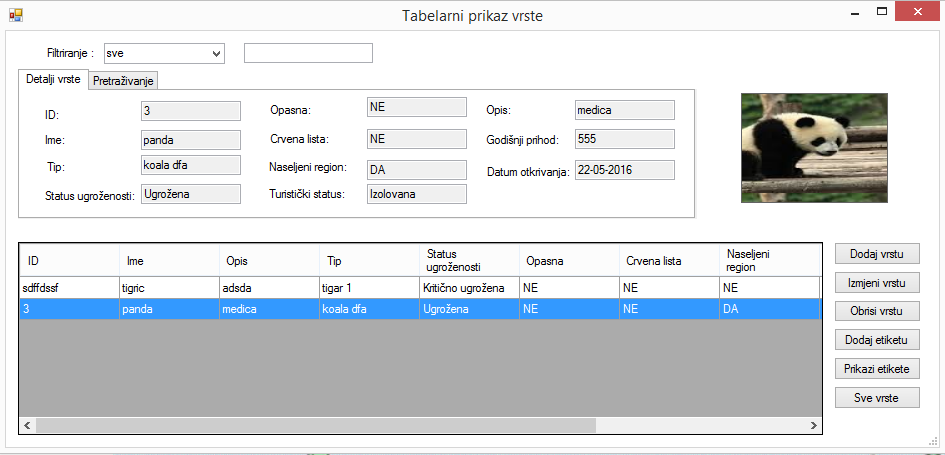 Tabelarni prikaz vrste
Filtriranje : sve
Detalji vrste Pretraživanje
ID: 3 Opasna: NE Opis: medica
Ime: panda Crvena lista: NE Godišnji prihod: 555
Tip: koala dfa Naseljeni region: DA Datum otkrivanja: 22-05-2016
Status ugroženosti: Ugrožena Turistički status: Izolovana
ID Ime Opis Tip Status ugroženosti Opasna Crvena lista Naseljeni region
sdffdssf tigric adsda tigar 1 Kritično ugrožena NE NE NE
3 panda medica koala dfa Ugrožena NE NE DA
Dodaj vrstu
Izmjeni vrstu
Obrisi vrstu
Dodaj etiketu
Prikazi etikete
Sve vrste